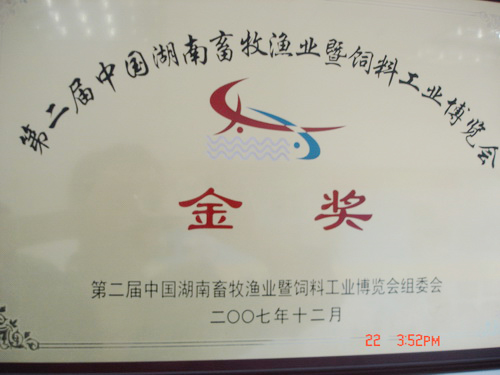 第二届中国湖南畜牧渔业暨饲料工业博览会
金奖
第二届中国湖南畜牧渔业暨饲料工业博览会组委会
二〇〇七年十二月
22 3:52PM